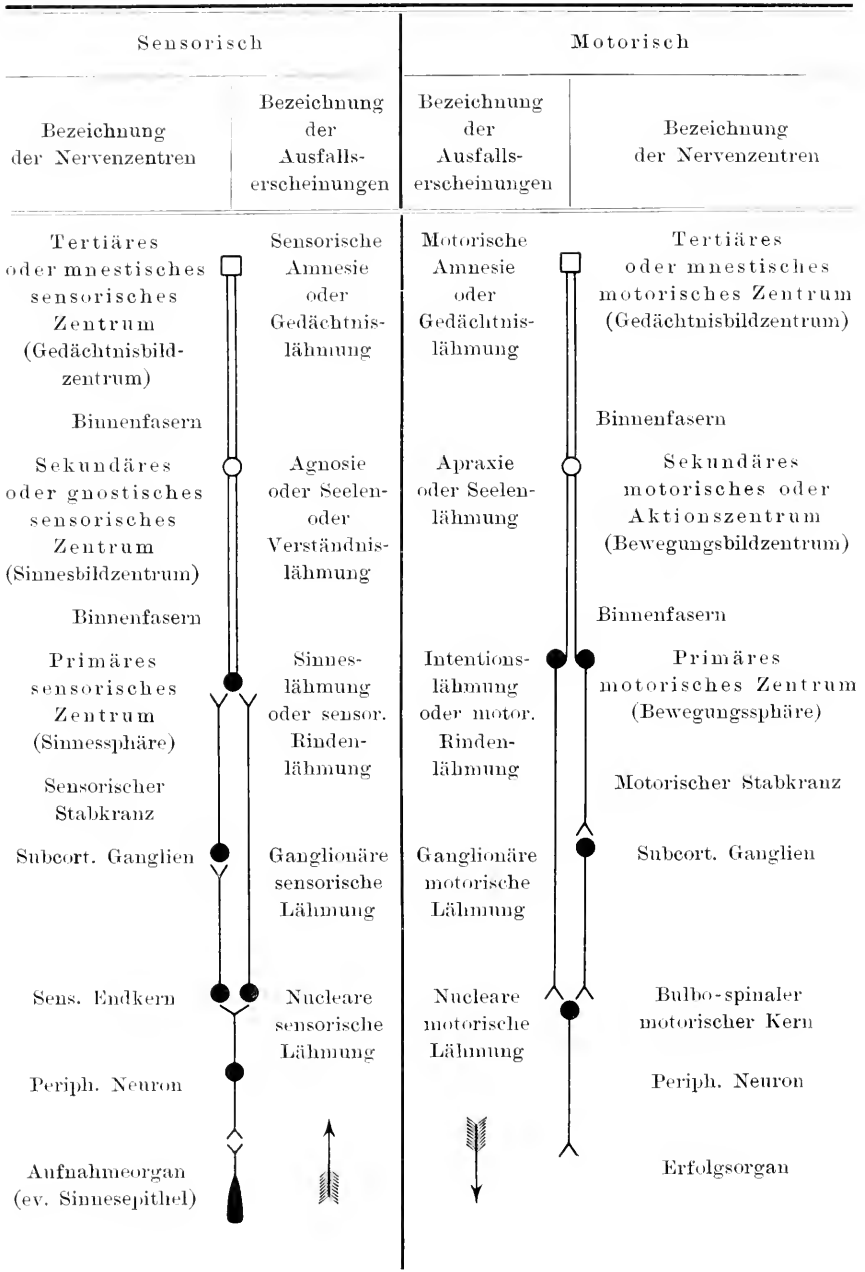 Sensorisch
Motorisch
Bezeichnung
der Nervenzentren
Bezeichnung
der
Ausfalls-
erscheinungen
Bezeichnung
der
Ausfalls-
erscheinungen
Bezeichnung
der Nervenzentren
Tertiäres
oder mnestisches
sensorisches
Zentrum
(Gedächtnisbild-
zentrum)
Sensorische
Amnesie
oder
Gedächtnis-
lähmung
Motorische
Amnesie
oder
Gedächtnis-
lähmung
Tertiäres
oder mnestisches
motorisches Zentrum
(Gedächtnisbildzentrum)
Binnenfasern
Binnenfasern
Sekundäres
oder gnostisches
sensorisches
Zentrum
(Sinnesbildzentrum)
Agnosie
oder Seelen-
oder
Verständnis-
lähmung
Apraxie
oder Seelen-
lähmung
Sekundäres
motorisches oder
Aktionszentrum
(Bewegungsbildzentrum)
Binnenfasern
Binnenfasern
Primäres
sensorisches
Zentrum
(Sinnessphäre)
Sinnes-
lähmung
oder sensor.
Rinden-
lähmung
Intentions-
lähmung
oder motor.
Rinden-
lähmung
Primäres
motorisches Zentrum
(Bewegungssphäre)
Sensorischer
Stabkranz
Motorischer Stabkranz
Subcort. Ganglien
Ganglionäre
sensorische
Lähmung
Ganglionäre
motorische
Lähmung
Subcort. Ganglien
Sens. Endkern
Nucleare
sensorische
Lähmung
Nucleare
motorische
Lähmung
Bulbo-spinaler
motorischer Kern
Periph. Neuron
Periph. Neuron
Aufnahmeorgan
(ev. Sinnesepithel)
Erfolgsorgan